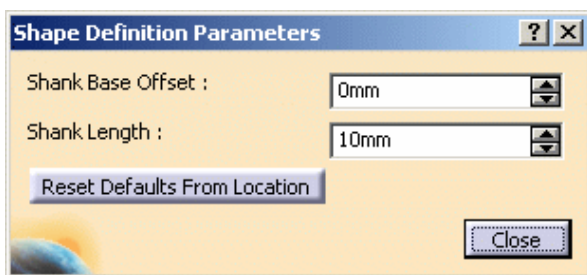 Shape Definition Parameters ? X
Shank Base Offset : 0mm
Shank Length : 10mm
Reset Defaults From Location
Close